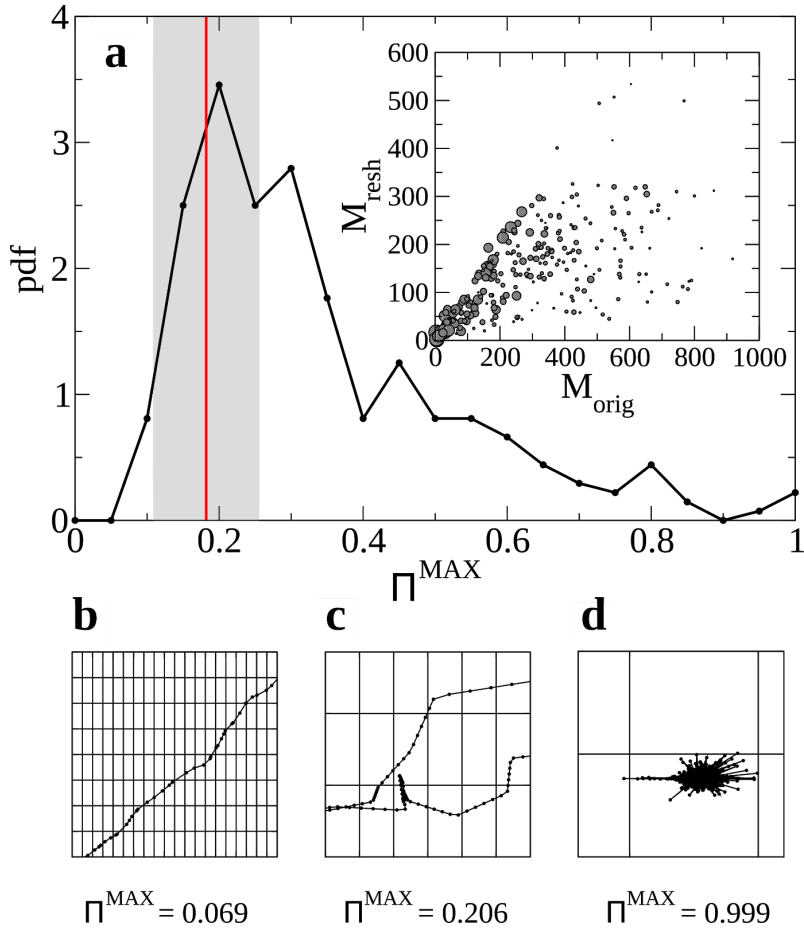 a
4
3
2
1
0
pdf
0
0.2
0.4
0.6
0.8
1
Π^MAX
600
500
400
300
200
100
0
M_resh
0
200
400
600
800
1000
M_orig
b
c
d
Π^MAX = 0.069
Π^MAX = 0.206
Π^MAX = 0.999